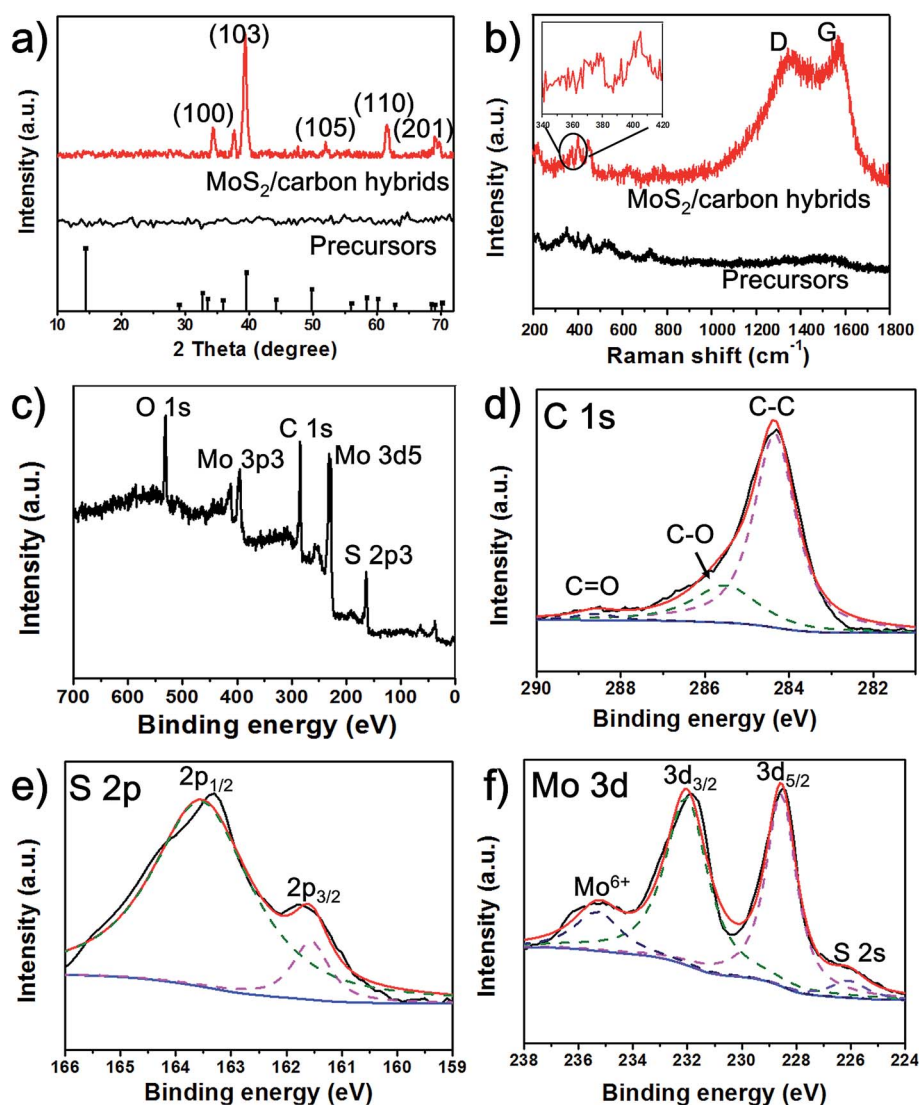 a)
(103)
(100)
(110)
(105)
(201)
MoS₂/carbon hybrids
Precursors
Intensity (a.u.)
10 20 30 40 50 60 70
2 Theta (degree)
b)
D
G
340 360 380 400 420
MoS₂/carbon hybrids
Precursors
Intensity (a.u.)
200 400 600 800 1000 1200 1400 1600 1800
Raman shift (cm⁻¹)
c)
O 1s
Mo 3p3
C 1s
Mo 3d5
S 2p3
Intensity (a.u.)
700 600 500 400 300 200 100 0
Binding energy (eV)
d)
C 1s
C-C
C-O
C=O
Intensity (a.u.)
290 288 286 284 282
Binding energy (eV)
e)
S 2p
2p₁/₂
2p₃/₂
Intensity (a.u.)
166 165 164 163 162 161 160 159
Binding energy (eV)
f)
Mo 3d
3d₃/₂
3d₅/₂
Mo⁶⁺
S 2s
Intensity (a.u.)
238 236 234 232 230 228 226 224
Binding energy (eV)